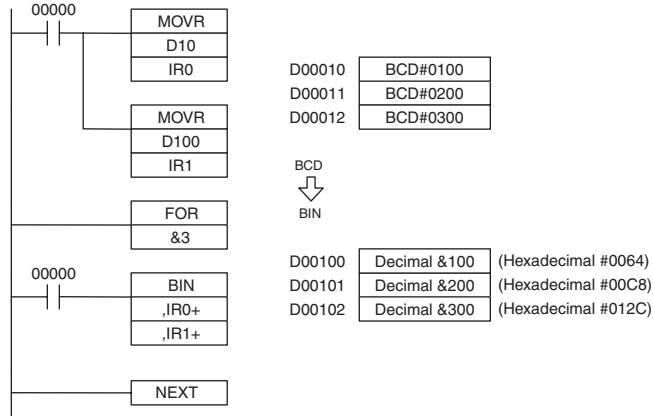 00000
MOVR
D10
IR0
MOVR
D100
IR1
FOR
&3
00000
BIN
,IR0+
,IR1+
NEXT
D00010 BCD#0100
D00011 BCD#0200
D00012 BCD#0300
BCD
BIN
D00100 Decimal &100 (Hexadecimal #0064)
D00101 Decimal &200 (Hexadecimal #00C8)
D00102 Decimal &300 (Hexadecimal #012C)